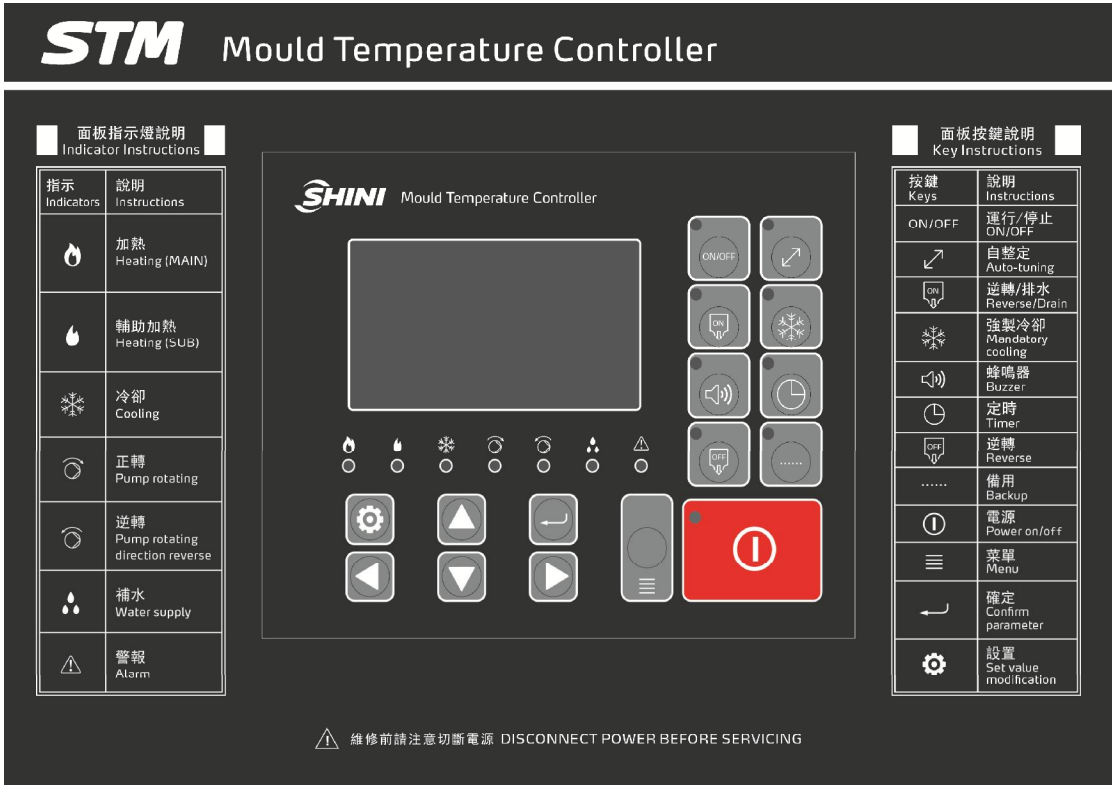 STM Mould Temperature Controller
面板指示燈說明
Indicator Instructions
指示 說明
Indicators Instructions
加熱
Heating (MAIN)
輔助加熱
Heating (SUB)
冷卻
Cooling
正轉
Pump rotating
逆轉
Pump rotating
direction reverse
補水
Water supply
警報
Alarm
SHINI Mould Temperature Controller
ON/OFF
ON
OFF
......
面板按鍵說明
Key Instructions
按鍵 說明
Keys Instructions
ON/OFF 運行/停止
ON/OFF
自整定
Auto-tuning
ON 逆轉/排水
Reverse/Drain
強製冷卻
Mandatory
cooling
蜂鳴器
Buzzer
定時
Timer
OFF 逆轉
Reverse
...... 備用
Backup
電源
Power on/off
菜單
Menu
確定
Confirm
parameter
設置
Set value
modification
維修前請注意切斷電源 DISCONNECT POWER BEFORE SERVICING